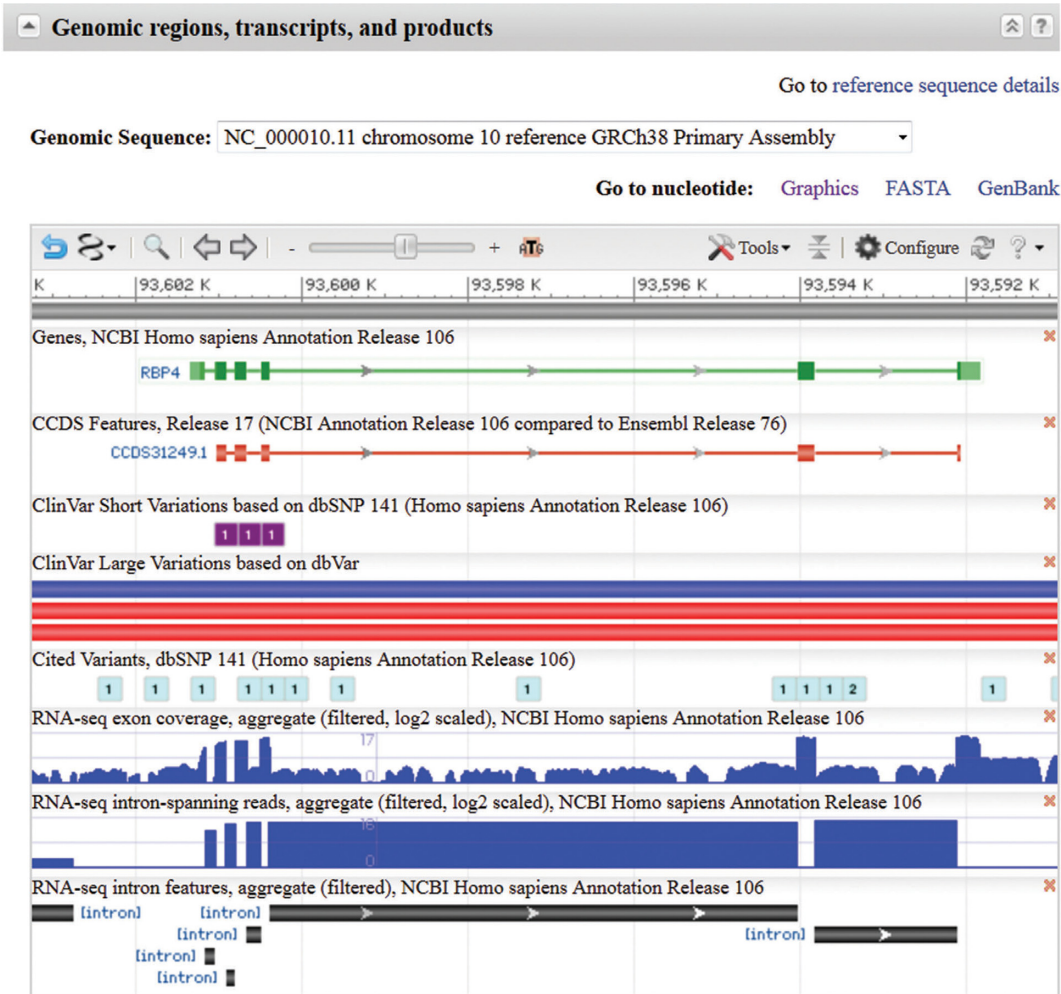 Genomic regions, transcripts, and products ?
Go to reference sequence details
Genomic Sequence: NC_000010.11 chromosome 10 reference GRCh38 Primary Assembly
Go to nucleotide: Graphics FASTA GenBank
- + ATG Tools Configure ?
K 93,602 K 93,600 K 93,598 K 93,596 K 93,594 K 93,592 K
Genes, NCBI Homo sapiens Annotation Release 106
RBP4
CCDS Features, Release 17 (NCBI Annotation Release 106 compared to Ensembl Release 76)
CCDS31249.1
ClinVar Short Variations based on dbSNP 141 (Homo sapiens Annotation Release 106)
1 1 1
ClinVar Large Variations based on dbVar
Cited Variants, dbSNP 141 (Homo sapiens Annotation Release 106)
1 1 1 1 1 1 1 1 1 1 1 2 1
RNA-seq exon coverage, aggregate (filtered, log2 scaled), NCBI Homo sapiens Annotation Release 106
17
0
RNA-seq intron-spanning reads, aggregate (filtered, log2 scaled), NCBI Homo sapiens Annotation Release 106
16
0
RNA-seq intron features, aggregate (filtered), NCBI Homo sapiens Annotation Release 106
[intron] [intron]
[intron] [intron]
[intron]
[intron]